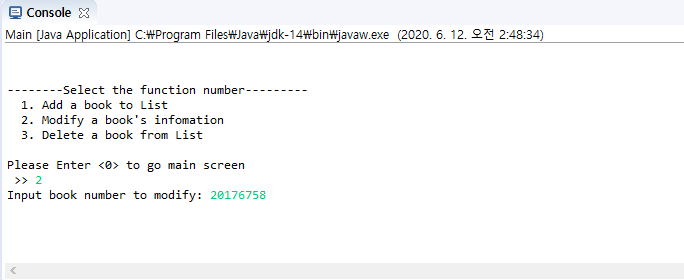 Console
Main [Java Application] C:₩Program Files₩Java₩jdk-14₩bin₩javaw.exe (2020. 6. 12. 오전 2:48:34)
--------Select the function number---------
1. Add a book to List
2. Modify a book's infomation
3. Delete a book from List
Please Enter <0> to go main screen
>> 2
Input book number to modify: 20176758